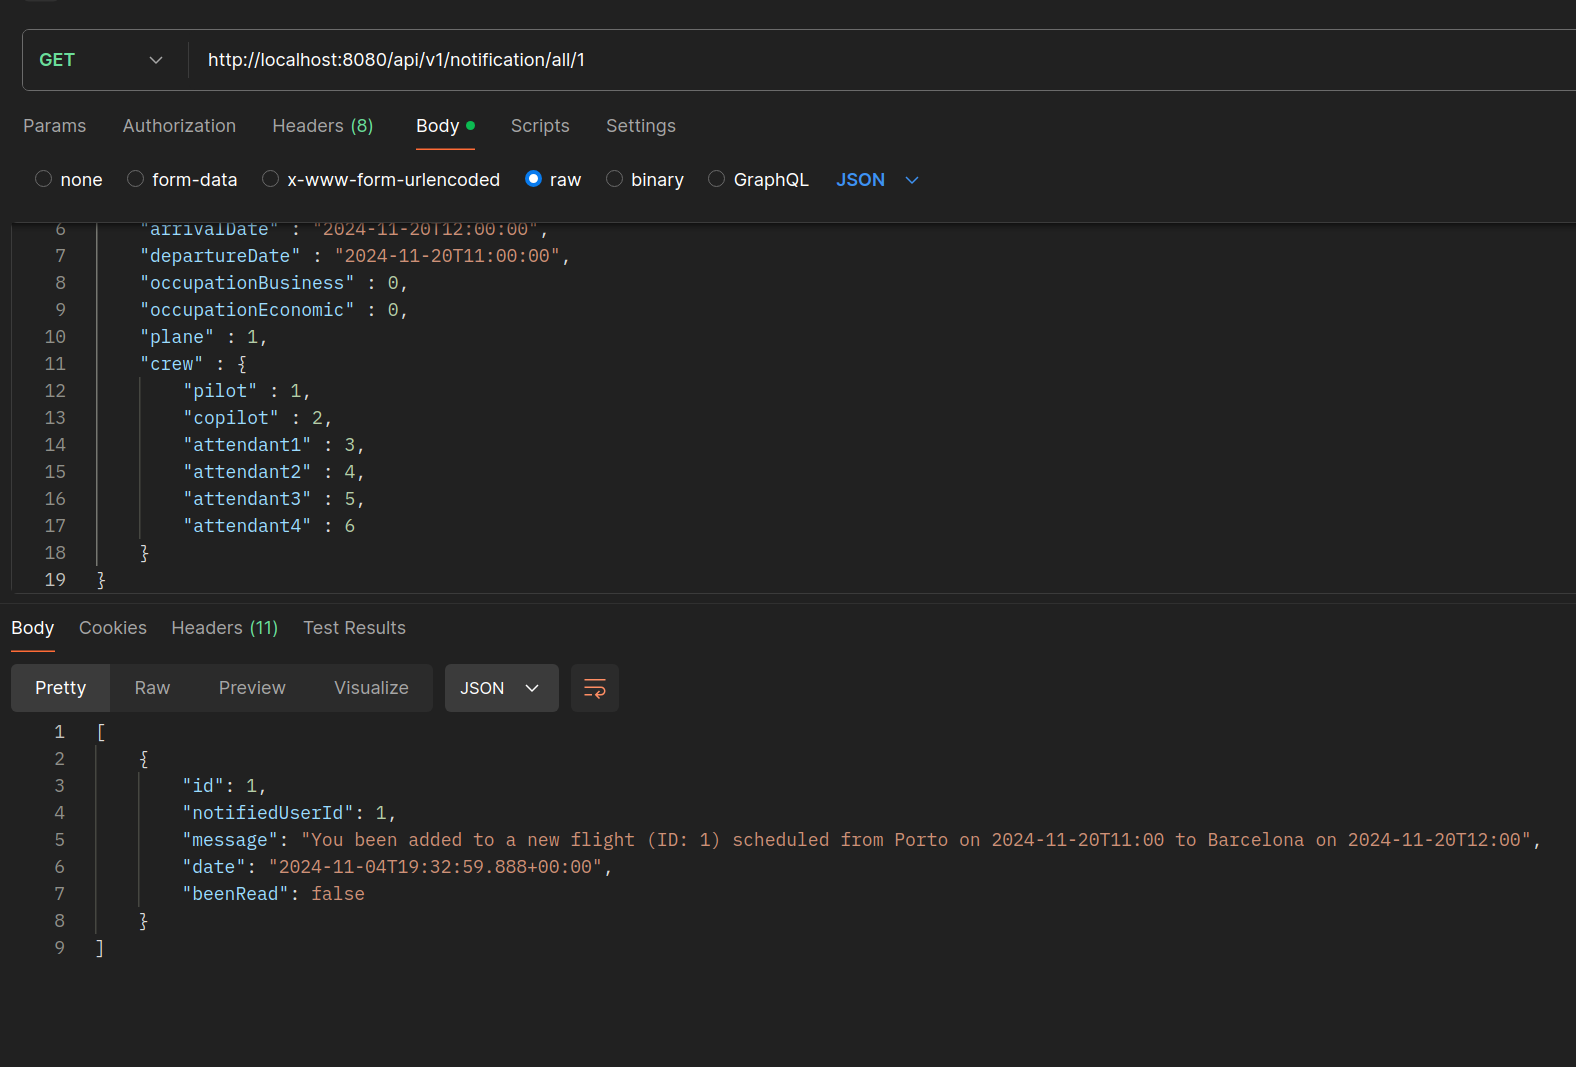 GET http://localhost:8080/api/v1/notification/all/1
Params Authorization Headers (8) Body Scripts Settings
none form-data x-www-form-urlencoded raw binary GraphQL JSON
6 "arrivalDate" : "2024-11-20T12:00:00",
7 "departureDate" : "2024-11-20T11:00:00",
8 "occupationBusiness" : 0,
9 "occupationEconomic" : 0,
10 "plane" : 1,
11 "crew" : {
12 "pilot" : 1,
13 "copilot" : 2,
14 "attendant1" : 3,
15 "attendant2" : 4,
16 "attendant3" : 5,
17 "attendant4" : 6
18 }
19 }
Body Cookies Headers (11) Test Results
Pretty Raw Preview Visualize JSON
1 [
2 {
3 "id": 1,
4 "notifiedUserId": 1,
5 "message": "You been added to a new flight (ID: 1) scheduled from Porto on 2024-11-20T11:00 to Barcelona on 2024-11-20T12:00",
6 "date": "2024-11-04T19:32:59.888+00:00",
7 "beenRead": false
8 }
9 ]